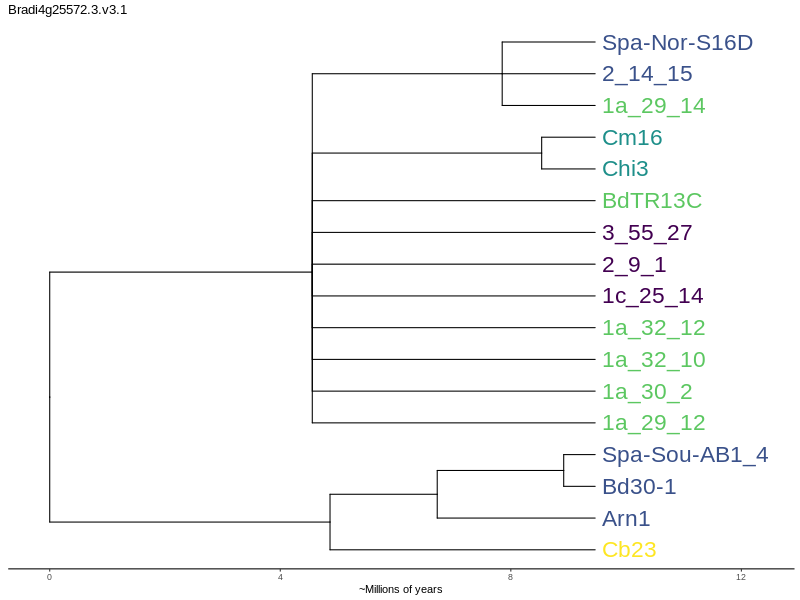 Bradi4g25572.3.v3.1
Spa-Nor-S16D
2_14_15
1a_29_14
Cm16
Chi3
BdTR13C
3_55_27
2_9_1
1c_25_14
1a_32_12
1a_32_10
1a_30_2
1a_29_12
Spa-Sou-AB1_4
Bd30-1
Arn1
Cb23
0 4 8 12
~Millions of years